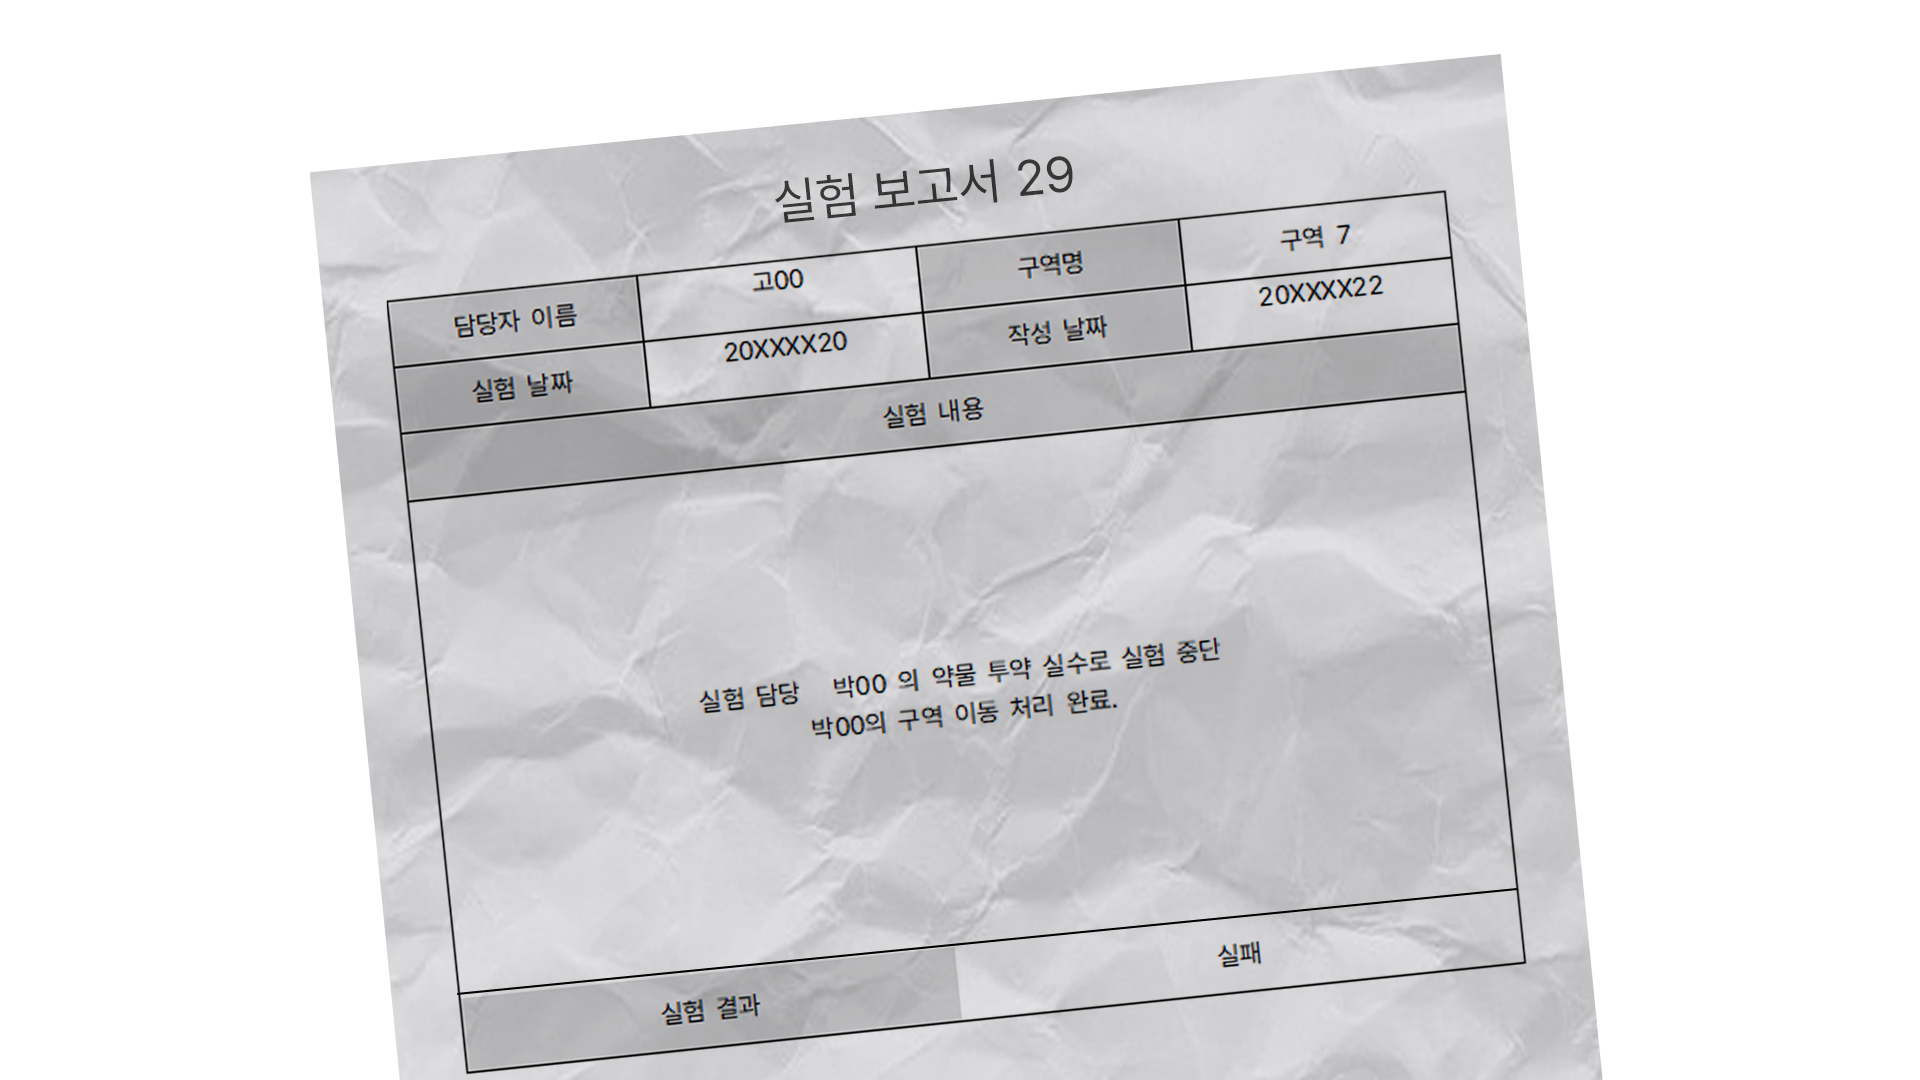 실험 보고서 29
담당자 이름 고00 구역명 구역 7
실험 날짜 20XXXX20 작성 날짜 20XXXX22
실험 내용
실험 담당 박00 의 약물 투약 실수로 실험 중단
박00의 구역 이동 처리 완료.
실험 결과 실패